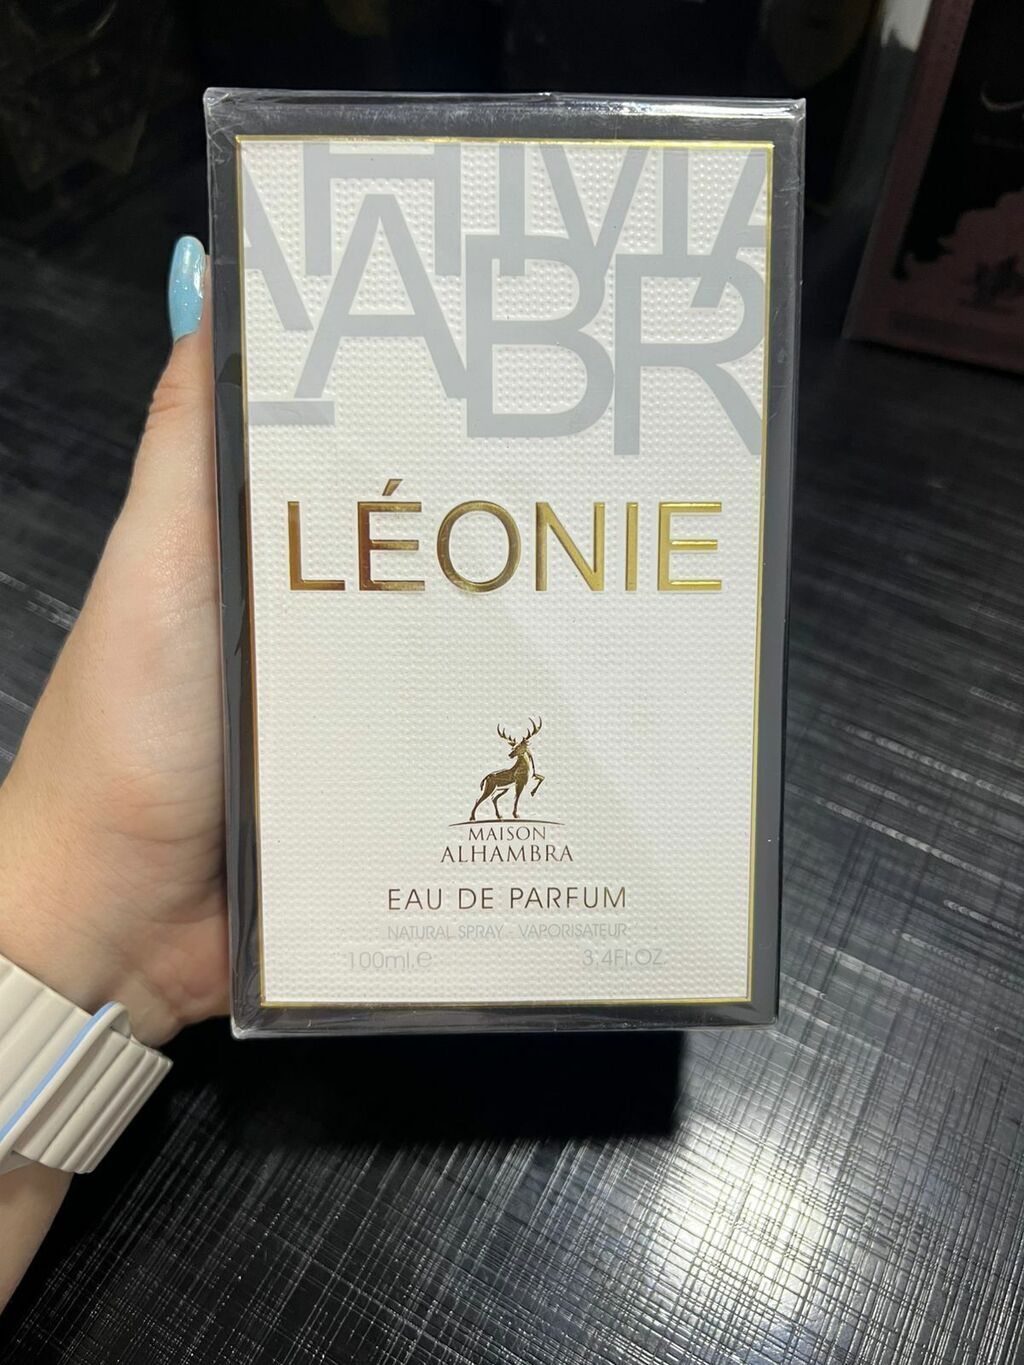 LÉONIE
MAISON
ALHAMBRA
EAU DE PARFUM
NATURAL SPRAY - VAPORISATEUR
100ml.e 3.4Fl.OZ.